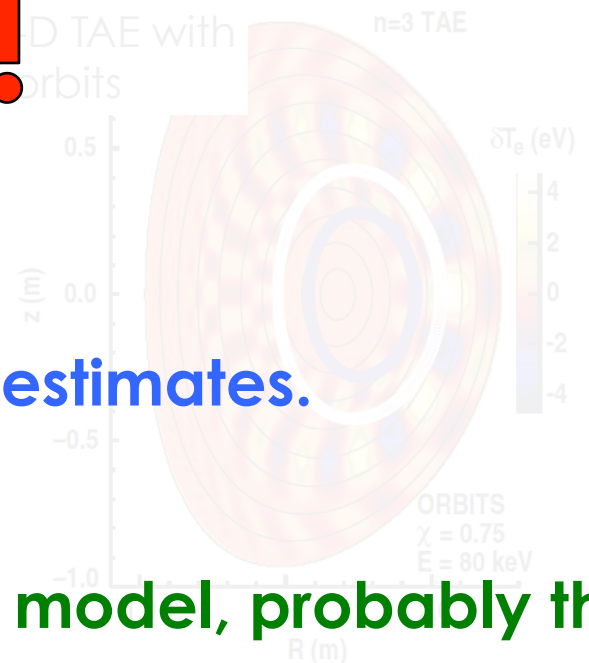 !
D TAE with
orbits
n=3 TAE
δTe (eV)
0.5
4
2
z (m)
0.0
0
-2
estimates.
-4
−0.5
ORBITS
χ = 0.75
E = 80 keV
−1.0
model, probably th
R (m)